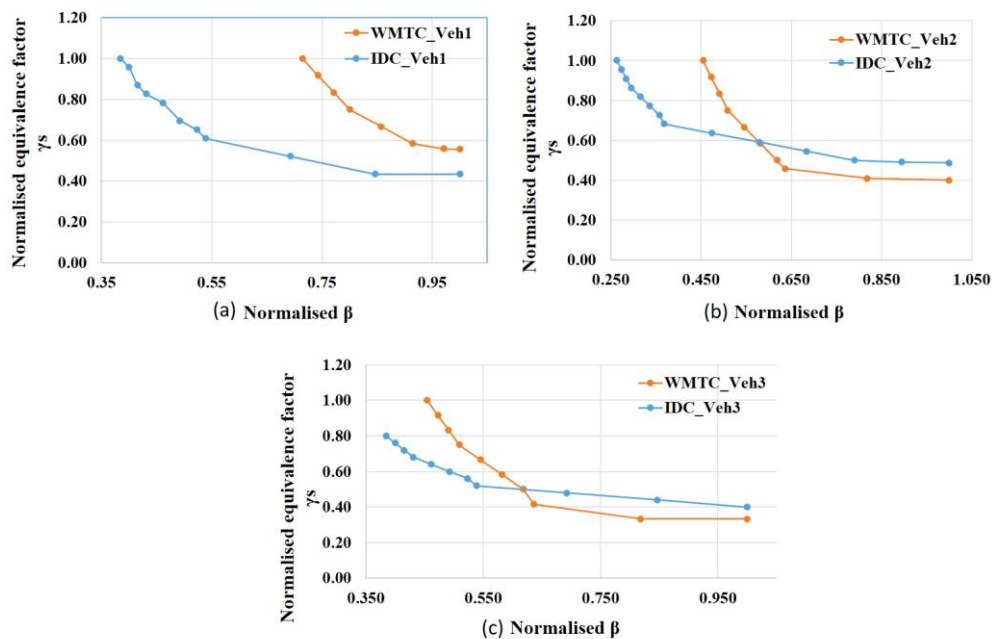 1.20
1.00
0.80
0.60
0.40
0.20
0.00
Normalised equivalence factor
γs
WMTC_Veh1
IDC_Veh1
0.35
0.55
0.75
0.95
(a) Normalised β
1.20
1.00
0.80
0.60
0.40
0.20
0.00
Normalised equivalence factor
γs
WMTC_Veh2
IDC_Veh2
0.250
0.450
0.650
0.850
1.050
Normalised β
(b)
1.20
1.00
0.80
0.60
0.40
0.20
0.00
Normalised equivalence factor
γs
WMTC_Veh3
IDC_Veh3
0.350
0.550
0.750
0.950
(c) Normalised β